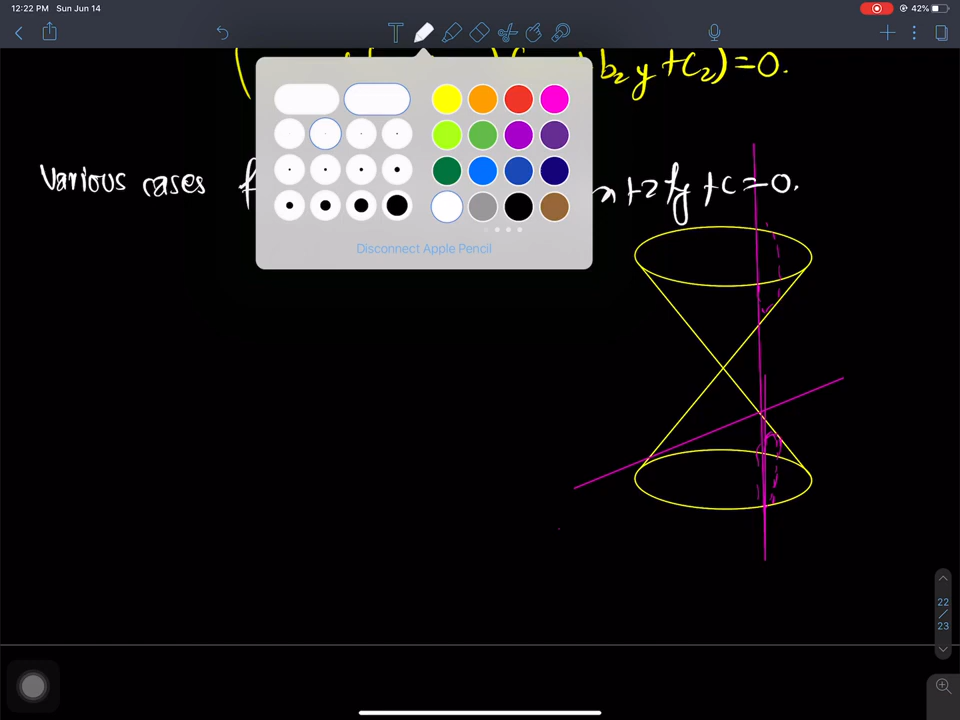 12:22 PM Sun Jun 14
42%
T
b₂y+c₂)=0.
Various cases
x+2fy+c=0.
Disconnect Apple Pencil
22
/
23